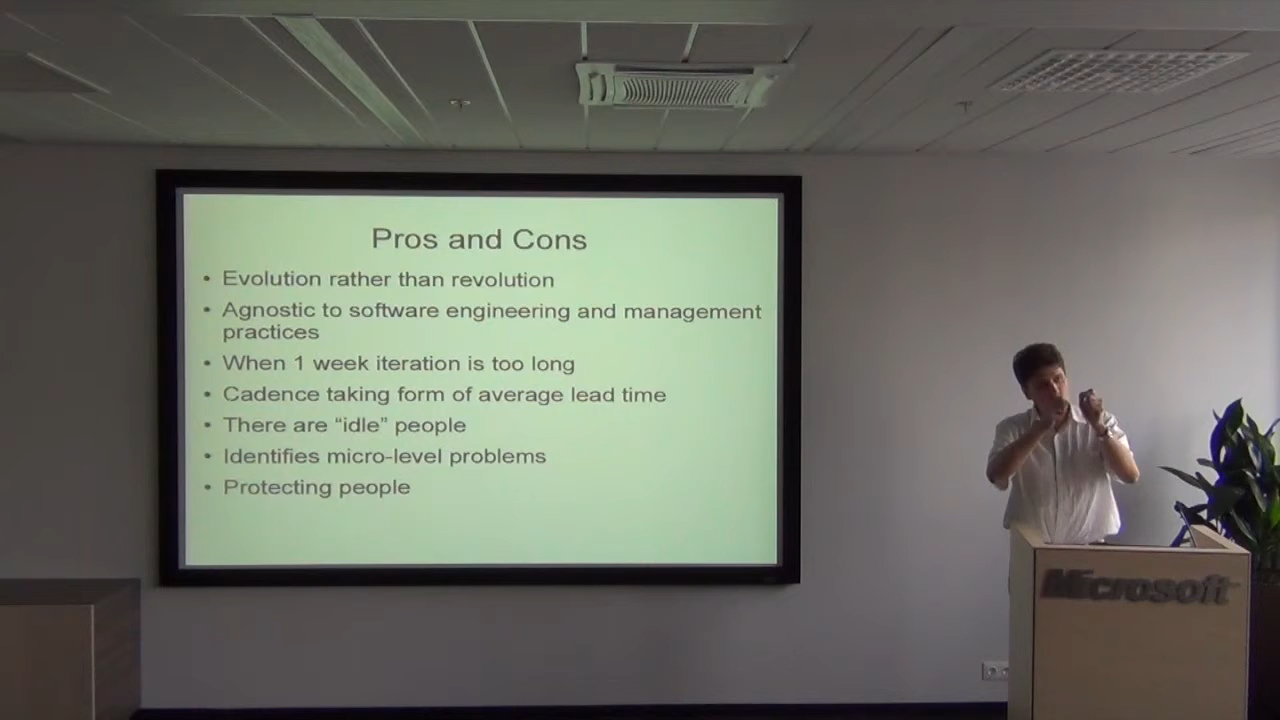 Pros and Cons
• Evolution rather than revolution
• Agnostic to software engineering and management
practices
• When 1 week iteration is too long
• Cadence taking form of average lead time
• There are “idle” people
• Identifies micro-level problems
• Protecting people
Microsoft